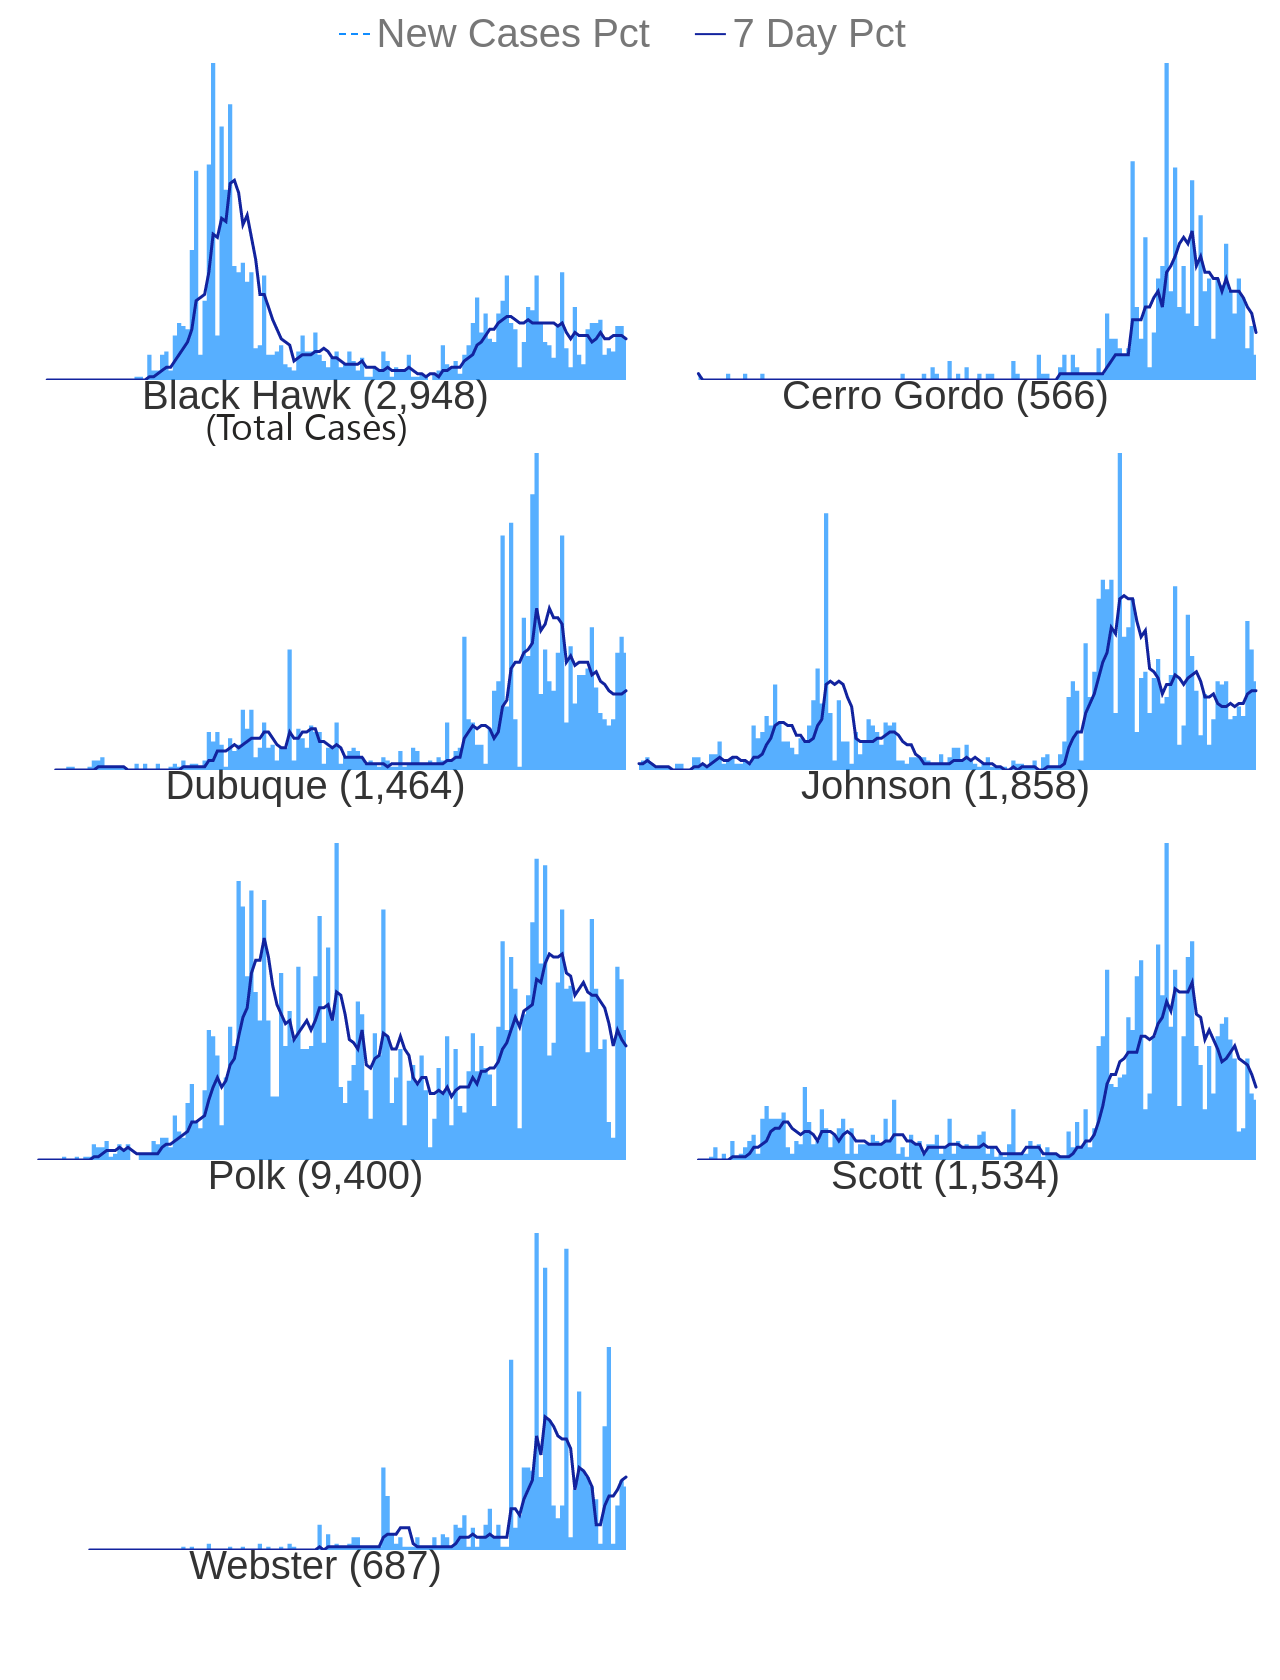 New Cases Pct 7 Day Pct
Black Hawk (2,948) Cerro Gordo (566)
(Total Cases)
Dubuque (1,464) Johnson (1,858)
Polk (9,400) Scott (1,534)
Webster (687)